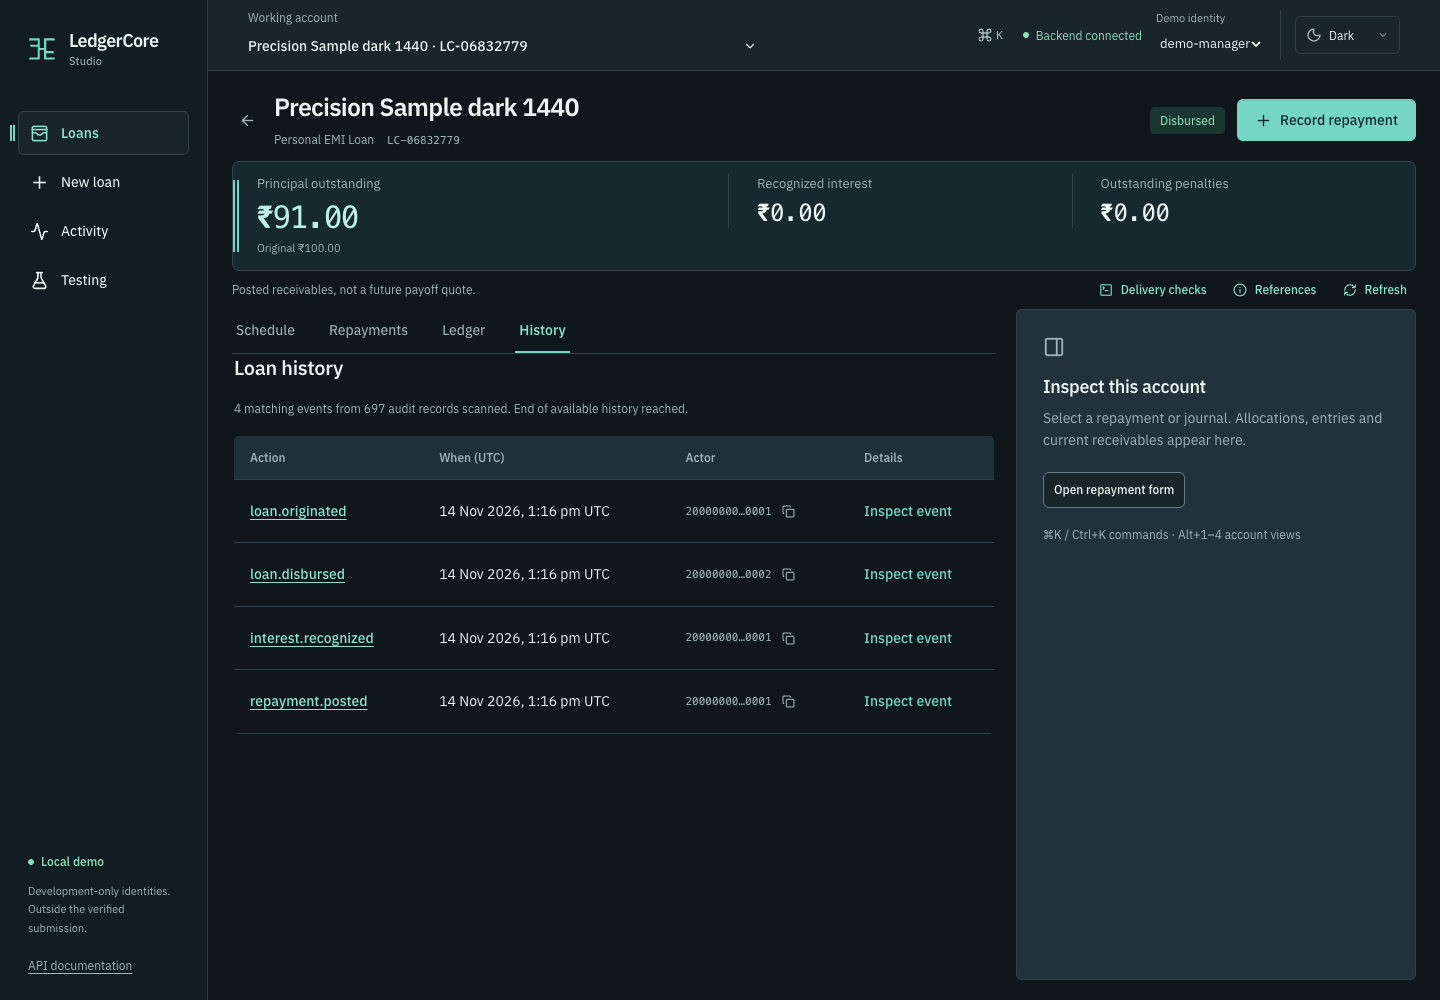 LedgerCore
Studio
Loans
New loan
Activity
Testing
Local demo
Development-only identities.
Outside the verified
submission.
API documentation
Working account
Precision Sample dark 1440 · LC-06832779
⌘ K
Backend connected
Demo identity
demo-manager
Dark
Precision Sample dark 1440
Personal EMI Loan LC-06832779
Disbursed
Record repayment
Principal outstanding
₹91.00
Original ₹100.00
Recognized interest
₹0.00
Outstanding penalties
₹0.00
Posted receivables, not a future payoff quote.
Delivery checks
References
Refresh
Schedule Repayments Ledger History
Loan history
4 matching events from 697 audit records scanned. End of available history reached.
Action When (UTC) Actor Details
loan.originated 14 Nov 2026, 1:16 pm UTC 20000000…0001 Inspect event
loan.disbursed 14 Nov 2026, 1:16 pm UTC 20000000…0002 Inspect event
interest.recognized 14 Nov 2026, 1:16 pm UTC 20000000…0001 Inspect event
repayment.posted 14 Nov 2026, 1:16 pm UTC 20000000…0001 Inspect event
Inspect this account
Select a repayment or journal. Allocations, entries and
current receivables appear here.
Open repayment form
⌘K / Ctrl+K commands · Alt+1–4 account views